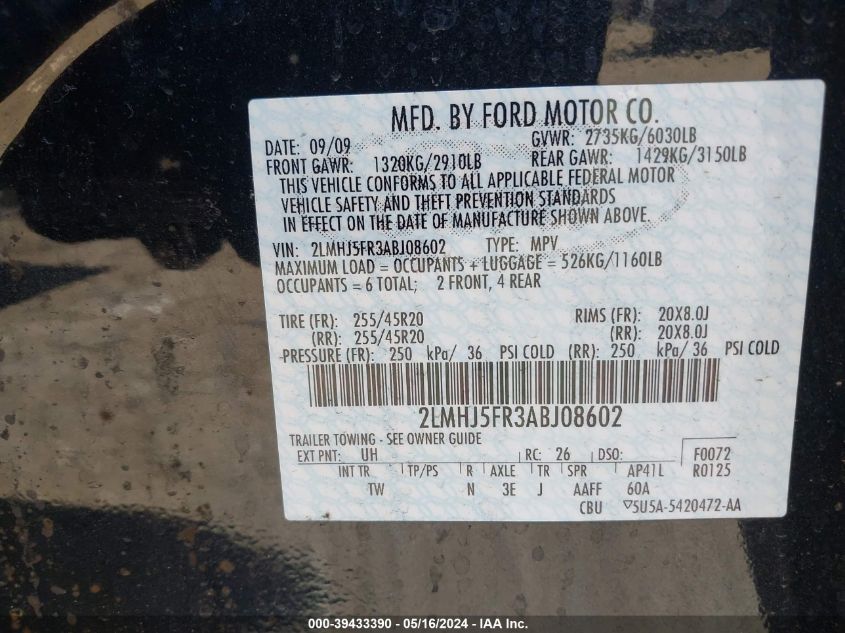 MFD. BY FORD MOTOR CO.
DATE: 09/09 GVWR: 2735KG/6030LB
FRONT GAWR: 1320KG/2910LB REAR GAWR: 1429KG/3150LB
THIS VEHICLE CONFORMS TO ALL APPLICABLE FEDERAL MOTOR
VEHICLE SAFETY AND THEFT PREVENTION STANDARDS
IN EFFECT ON THE DATE OF MANUFACTURE SHOWN ABOVE.
VIN: 2LMHJ5FR3ABJ08602 TYPE: MPV
MAXIMUM LOAD = OCCUPANTS + LUGGAGE = 526KG/1160LB
OCCUPANTS = 6 TOTAL; 2 FRONT, 4 REAR
TIRE (FR): 255/45R20 RIMS (FR): 20X8.0J
(RR): 255/45R20 (RR): 20X8.0J
PRESSURE (FR): 250 kPa/ 36 PSI COLD (RR): 250 kPa/ 36 PSI COLD
2LMHJ5FR3ABJ08602
TRAILER TOWING - SEE OWNER GUIDE
EXT PNT: UH RC: 26 DSO: F0072
INT TR TP/PS R AXLE TR SPR AP41L R0125
TW N 3E J AAFF 60A
CBU ▽5U5A-5420472-AA
000-39433390 - 05/16/2024 - IAA Inc.